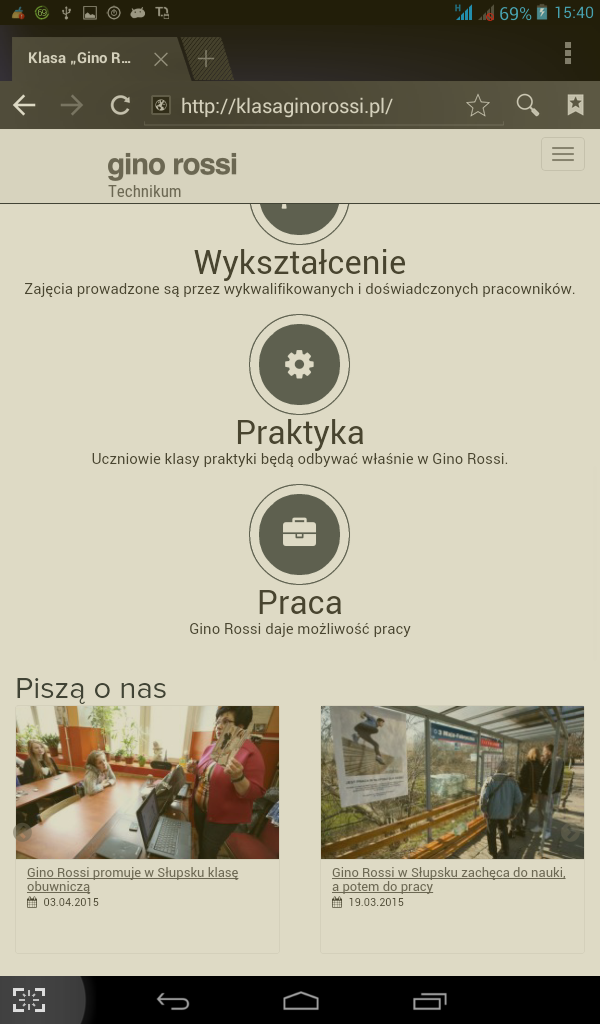 69%
15:40
Klasa „Gino R...
http://klasaginorossi.pl/
gino rossi
Technikum
Wykształcenie
Zajęcia prowadzone są przez wykwalifikowanych i doświadczonych pracowników.
Praktyka
Uczniowie klasy praktyki będą odbywać właśnie w Gino Rossi.
Praca
Gino Rossi daje możliwość pracy
Piszą o nas
Gino Rossi promuje w Słupsku klasę
obuwniczą
03.04.2015
Gino Rossi w Słupsku zachęca do nauki,
a potem do pracy
19.03.2015